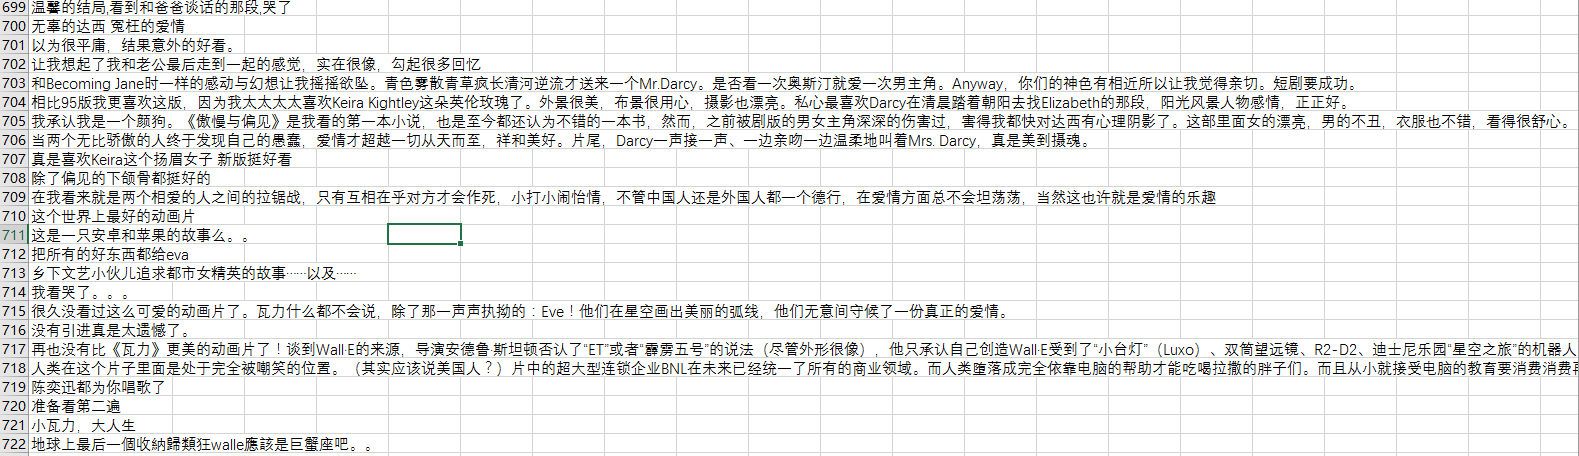 699 温馨的结局,看到和爸爸谈话的那段,哭了
700 无辜的达西 冤枉的爱情
701 以为很平庸，结果意外的好看。
702 让我想起了我和老公最后走到一起的感觉，实在很像，勾起很多回忆
703 和Becoming Jane时一样的感动与幻想让我摇摇欲坠。青色雾散青草疯长清河逆流才送来一个Mr.Darcy。是否看一次奥斯汀就爱一次男主角。Anyway，你们的神色有相近所以让我觉得亲切。短剧要成功。
704 相比95版我更喜欢这版，因为我太太太太喜欢Keira Kightley这朵英伦玫瑰了。外景很美，布景很用心，摄影也漂亮。私心最喜欢Darcy在清晨踏着朝阳去找Elizabeth的那段，阳光风景人物感情，正正好。
705 我承认我是一个颜狗。《傲慢与偏见》是我看的第一本小说，也是至今都还认为不错的一本书，然而，之前被剧版的男女主角深深的伤害过，害得我都快对达西有心理阴影了。这部里面女的漂亮，男的不丑，衣服也不错，看得很舒心。
706 当两个无比骄傲的人终于发现自己的愚蠢，爱情才超越一切从天而至，祥和美好。片尾，Darcy一声接一声、一边亲吻一边温柔地叫着Mrs. Darcy，真是美到摄魂。
707 真是喜欢Keira这个扬眉女子 新版挺好看
708 除了偏见的下颌骨都挺好的
709 在我看来就是两个相爱的人之间的拉锯战，只有互相在乎对方才会作死，小打小闹怡情，不管中国人还是外国人都一个德行，在爱情方面总不会坦荡荡，当然这也许就是爱情的乐趣
710 这个世界上最好的动画片
711 这是一只安卓和苹果的故事么。。
712 把所有的好东西都给eva
713 乡下文艺小伙儿追求都市女精英的故事……以及……
714 我看哭了。。。
715 很久没看过这么可爱的动画片了。瓦力什么都不会说，除了那一声声执拗的：Eve！他们在星空画出美丽的弧线，他们无意间守候了一份真正的爱情。
716 没有引进真是太遗憾了。
717 再也没有比《瓦力》更美的动画片了！谈到Wall·E的来源，导演安德鲁·斯坦顿否认了“ET”或者“霹雳五号”的说法（尽管外形很像），他只承认自己创造Wall·E受到了“小台灯”（Luxo）、双筒望远镜、R2-D2、迪士尼乐园“星空之旅”的机器人
718 人类在这个片子里面是处于完全被嘲笑的位置。（其实应该说美国人？）片中的超大型连锁企业BNL在未来已经统一了所有的商业领域。而人类堕落成完全依靠电脑的帮助才能吃喝拉撒的胖子们。而且从小就接受电脑的教育要消费消费
719 陈奕迅都为你唱歌了
720 准备看第二遍
721 小瓦力，大人生
722 地球上最后一個收納歸類狂walle應該是巨蟹座吧。。